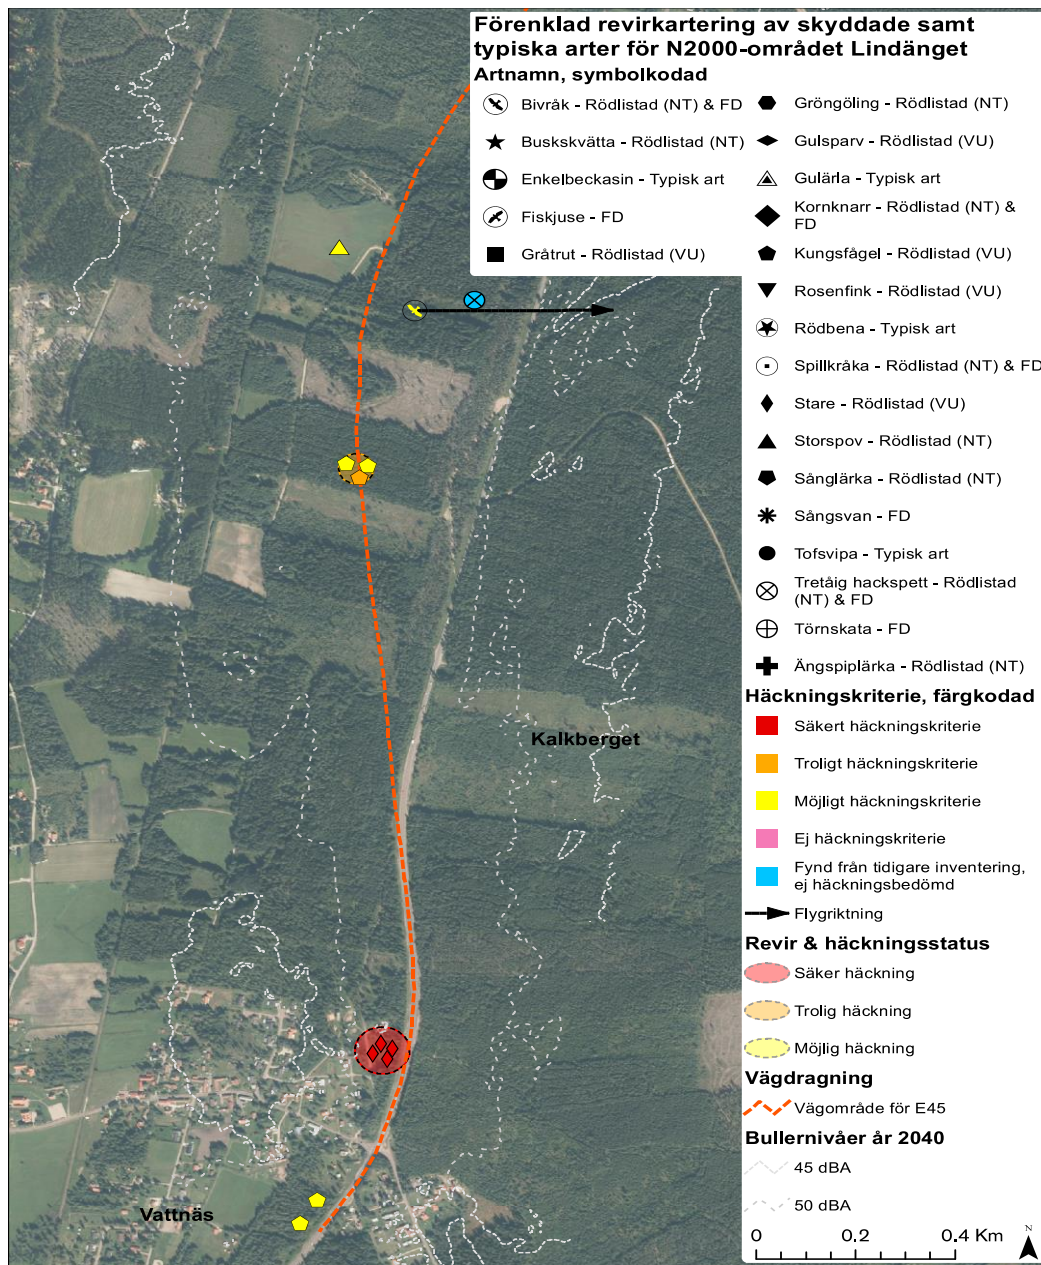 Förenklad revirkartering av skyddade samt
typiska arter för N2000-området Lindänget
Artnamn, symbolkodad
Bivråk - Rödlistad (NT) & FD
Buskskvätta - Rödlistad (NT)
Enkelbeckasin - Typisk art
Fiskjuse - FD
Gråtrut - Rödlistad (VU)
Gröngöling - Rödlistad (NT)
Gulsparv - Rödlistad (VU)
Gulärla - Typisk art
Kornknarr - Rödlistad (NT) &
FD
Kungsfågel - Rödlistad (VU)
Rosenfink - Rödlistad (VU)
Rödbena - Typisk art
Spillkråka - Rödlistad (NT) & FD
Stare - Rödlistad (VU)
Storspov - Rödlistad (NT)
Sånglärka - Rödlistad (NT)
Sångsvan - FD
Tofsvipa - Typisk art
Tretåig hackspett - Rödlistad
(NT) & FD
Törnskata - FD
Ängspiplärka - Rödlistad (NT)
Häckningskriterie, färgkodad
Säkert häckningskriterie
Troligt häckningskriterie
Möjligt häckningskriterie
Ej häckningskriterie
Fynd från tidigare inventering,
ej häckningsbedömd
Flygriktning
Revir & häckningsstatus
Säker häckning
Trolig häckning
Möjlig häckning
Vägdragning
Vägområde för E45
Bullernivåer år 2040
45 dBA
50 dBA
0 0.2 0.4 Km
N
Kalkberget
Vattnäs